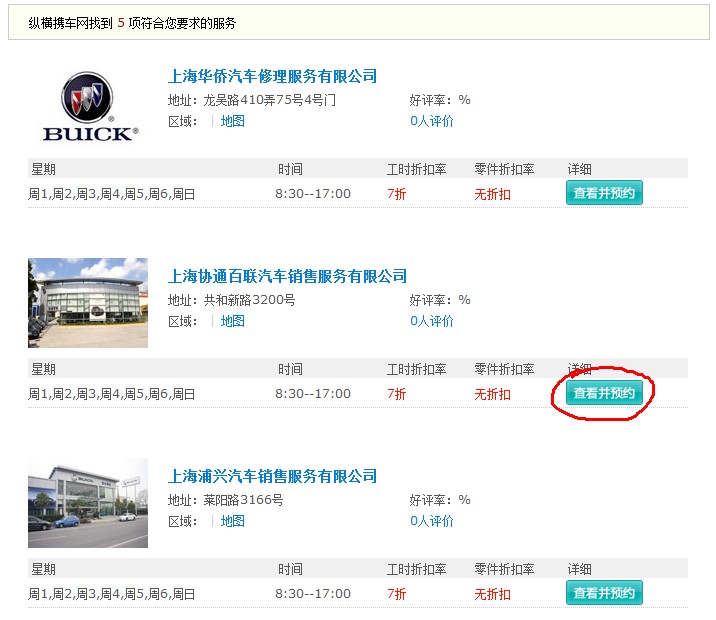 纵横携车网找到 5 项符合您要求的服务
BUICK®
上海华侨汽车修理服务有限公司
地址：龙吴路410弄75号4号门 好评率：%
区域： | 地图 0人评价
星期 时间 工时折扣率 零件折扣率 详细
周1,周2,周3,周4,周5,周6,周日 8:30--17:00 7折 无折扣 查看并预约
上海协通百联汽车销售服务有限公司
地址：共和新路3200号 好评率：%
区域： | 地图 0人评价
星期 时间 工时折扣率 零件折扣率 详细
周1,周2,周3,周4,周5,周6,周日 8:30--17:00 7折 无折扣 查看并预约
上海浦兴汽车销售服务有限公司
地址：莱阳路3166号 好评率：%
区域： | 地图 0人评价
星期 时间 工时折扣率 零件折扣率 详细
周1,周2,周3,周4,周5,周6,周日 8:30--17:00 7折 无折扣 查看并预约